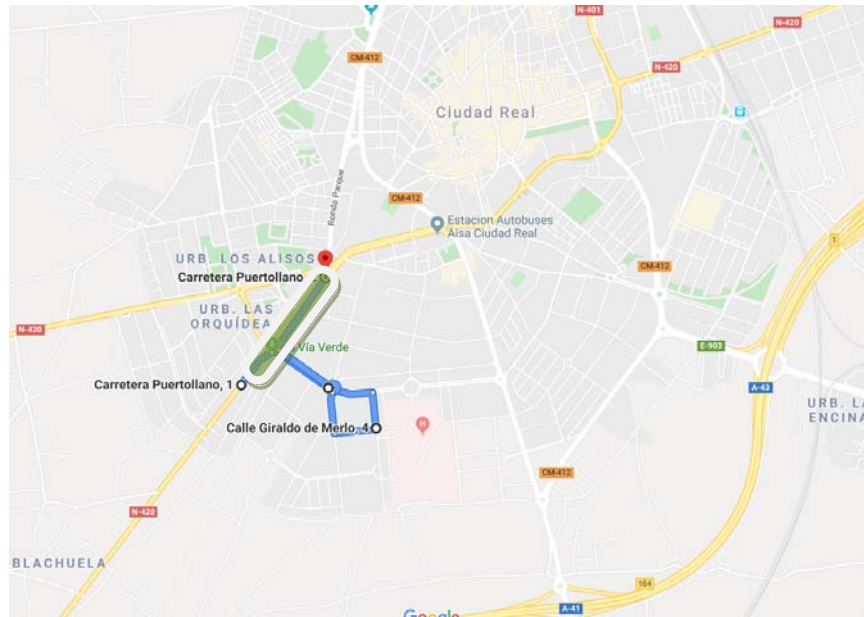 N-401
CM-412
N-420
Ciudad Real
Ronda Parque
CM-412
Estacion Autobuses
Aisa Ciudad Real
1
URB. LOS ALISOS
Carretera Puertollano
CM-412
URB. LAS
ORQUÍDEA
N-430
Vía Verde
E-903
Carretera Puertollano, 1
A-43
URB. LA
ENCINA
Calle Giraldo de Merlo, 4
H
CM-412
N-420
BLACHUELA
164
A-41
Google